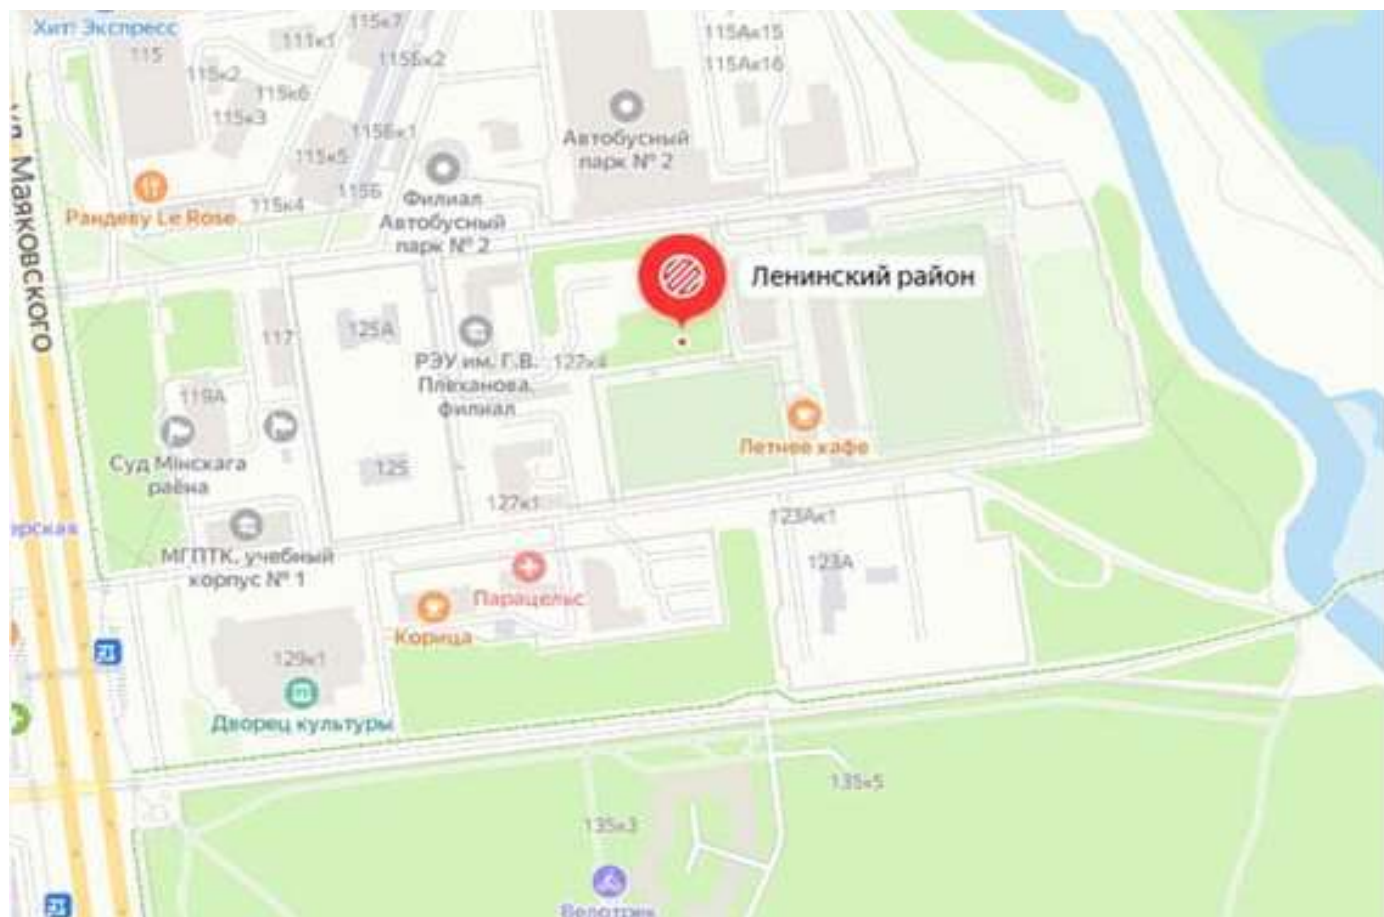 Хит! Экспресс
115к7
111к1
115
115Бк2
115Ак15
115к2
115Ак16
115к6
115к3
Автобусный
парк № 2
115Бк1
115к5
ул. Маяковского
115Б
Филиал
Автобусный
парк № 2
115к4
Рандеву Le Rose
Ленинский район
125А
117
РЭУ им. Г.В.
Плеханова,
филиал
127к4
119А
Летнее кафе
Суд Мінскага
раёна
125
127к1
123Ак1
ерская
МГПТК, учебный
корпус № 1
123А
Парацельс
Корица
129к1
Дворец культуры
135к5
135к3
Велотрек